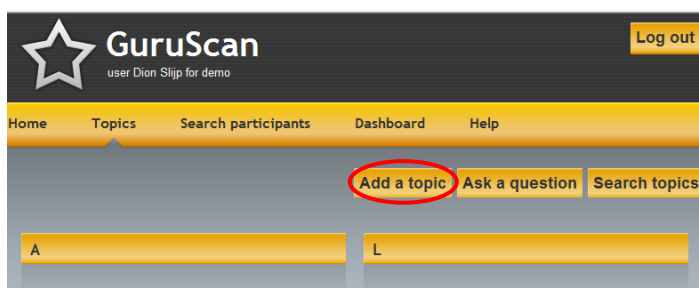 GuruScan
Log out
user Dion Slijp for demo
Home Topics Search participants Dashboard Help
Add a topic Ask a question Search topics
A L